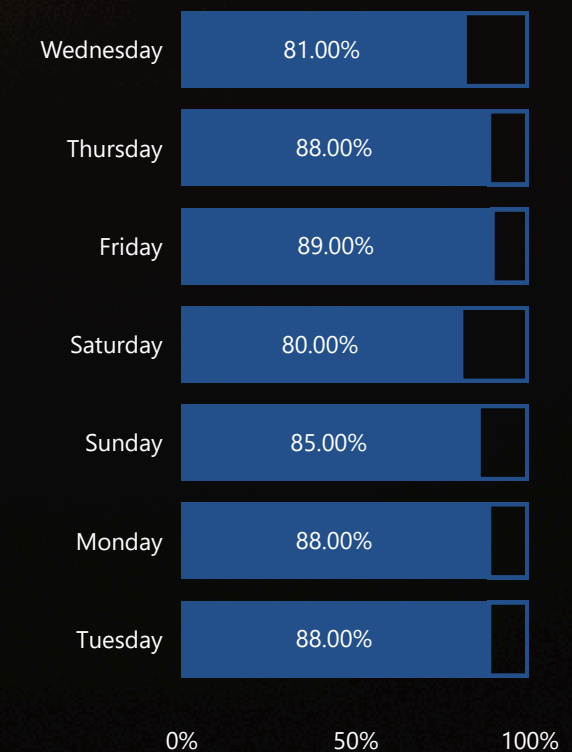 Wednesday 81.00%
Thursday 88.00%
Friday 89.00%
Saturday 80.00%
Sunday 85.00%
Monday 88.00%
Tuesday 88.00%
0% 50% 100%